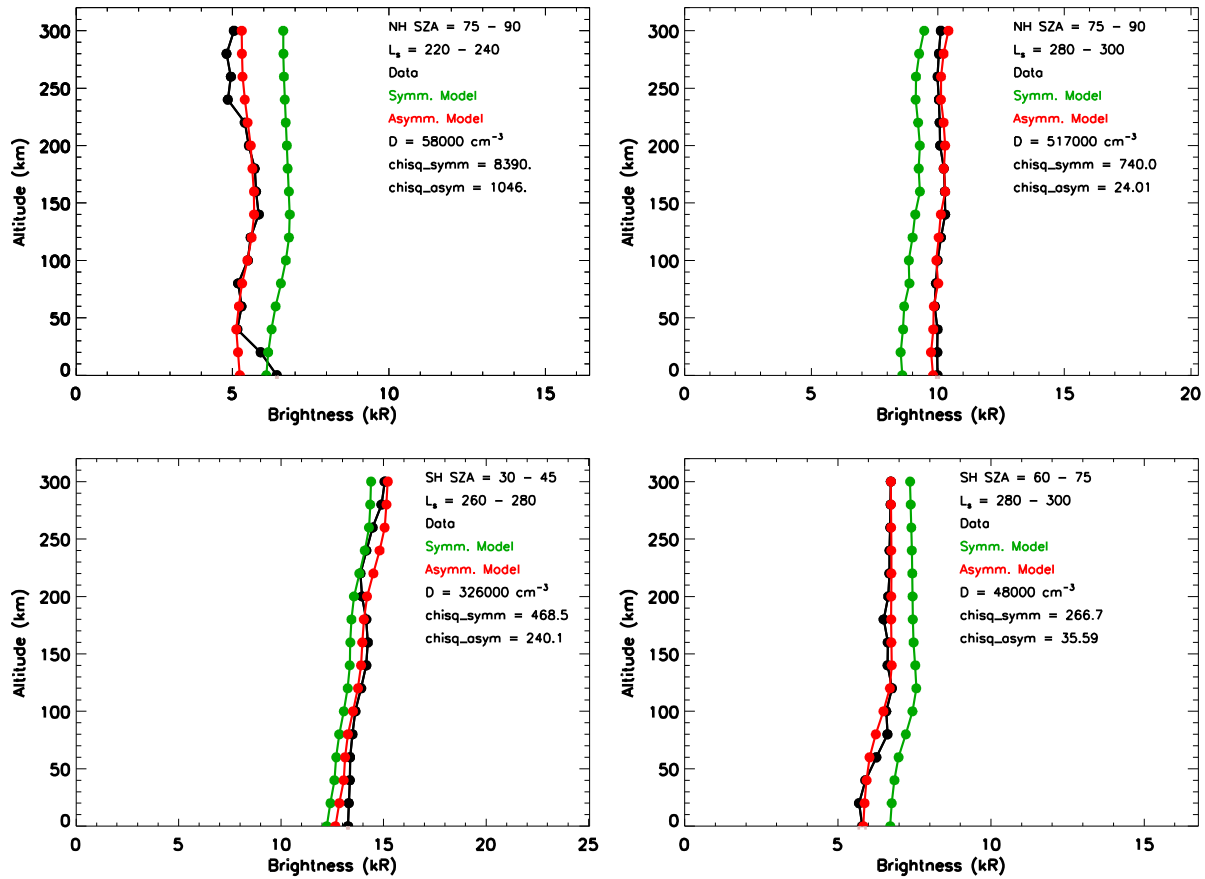 300
250
200
150
100
50
0
Altitude (km)
0 5 10 15
Brightness (kR)
NH SZA = 75 – 90
Lₛ = 220 – 240
Data
Symm. Model
Asymm. Model
D = 58000 cm⁻³
chisq_symm = 8390.
chisq_asym = 1046.
300
250
200
150
100
50
0
Altitude (km)
0 5 10 15 20
Brightness (kR)
NH SZA = 75 – 90
Lₛ = 280 – 300
Data
Symm. Model
Asymm. Model
D = 517000 cm⁻³
chisq_symm = 740.0
chisq_asym = 24.01
300
250
200
150
100
50
0
Altitude (km)
0 5 10 15 20 25
Brightness (kR)
SH SZA = 30 – 45
Lₛ = 260 – 280
Data
Symm. Model
Asymm. Model
D = 326000 cm⁻³
chisq_symm = 468.5
chisq_asym = 240.1
300
250
200
150
100
50
0
Altitude (km)
0 5 10 15
Brightness (kR)
SH SZA = 60 – 75
Lₛ = 280 – 300
Data
Symm. Model
Asymm. Model
D = 48000 cm⁻³
chisq_symm = 266.7
chisq_asym = 35.59